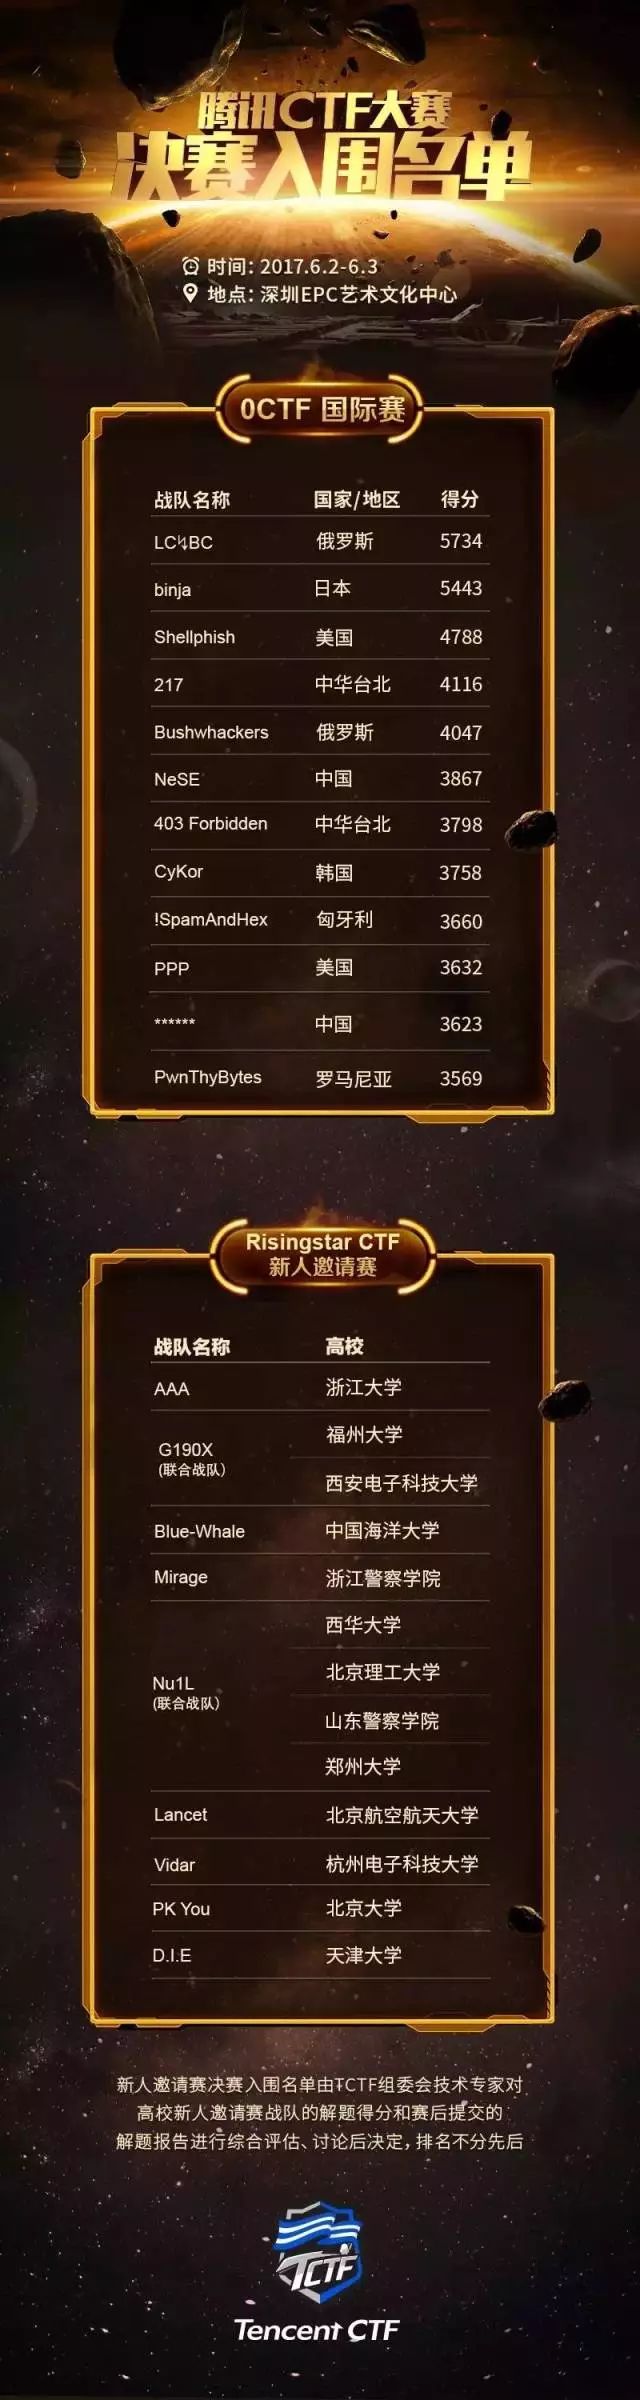 腾讯CTF大赛
决赛入围名单
时间：2017.6.2-6.3
地点：深圳EPC艺术文化中心
0CTF 国际赛
战队名称 国家/地区 得分
LC↯BC 俄罗斯 5734
binja 日本 5443
Shellphish 美国 4788
217 中华台北 4116
Bushwhackers 俄罗斯 4047
NeSE 中国 3867
403 Forbidden 中华台北 3798
CyKor 韩国 3758
!SpamAndHex 匈牙利 3660
PPP 美国 3632
****** 中国 3623
PwnThyBytes 罗马尼亚 3569
Risingstar CTF
新人邀请赛
战队名称 高校
AAA 浙江大学
G190X
(联合战队)
福州大学
西安电子科技大学
Blue-Whale 中国海洋大学
Mirage 浙江警察学院
Nu1L
(联合战队)
西华大学
北京理工大学
山东警察学院
郑州大学
Lancet 北京航空航天大学
Vidar 杭州电子科技大学
PK You 北京大学
D.I.E 天津大学
新人邀请赛决赛入围名单由TCTF组委会技术专家对
高校新人邀请赛战队的解题得分和赛后提交的
解题报告进行综合评估、讨论后决定，排名不分先后
TCTF
Tencent CTF